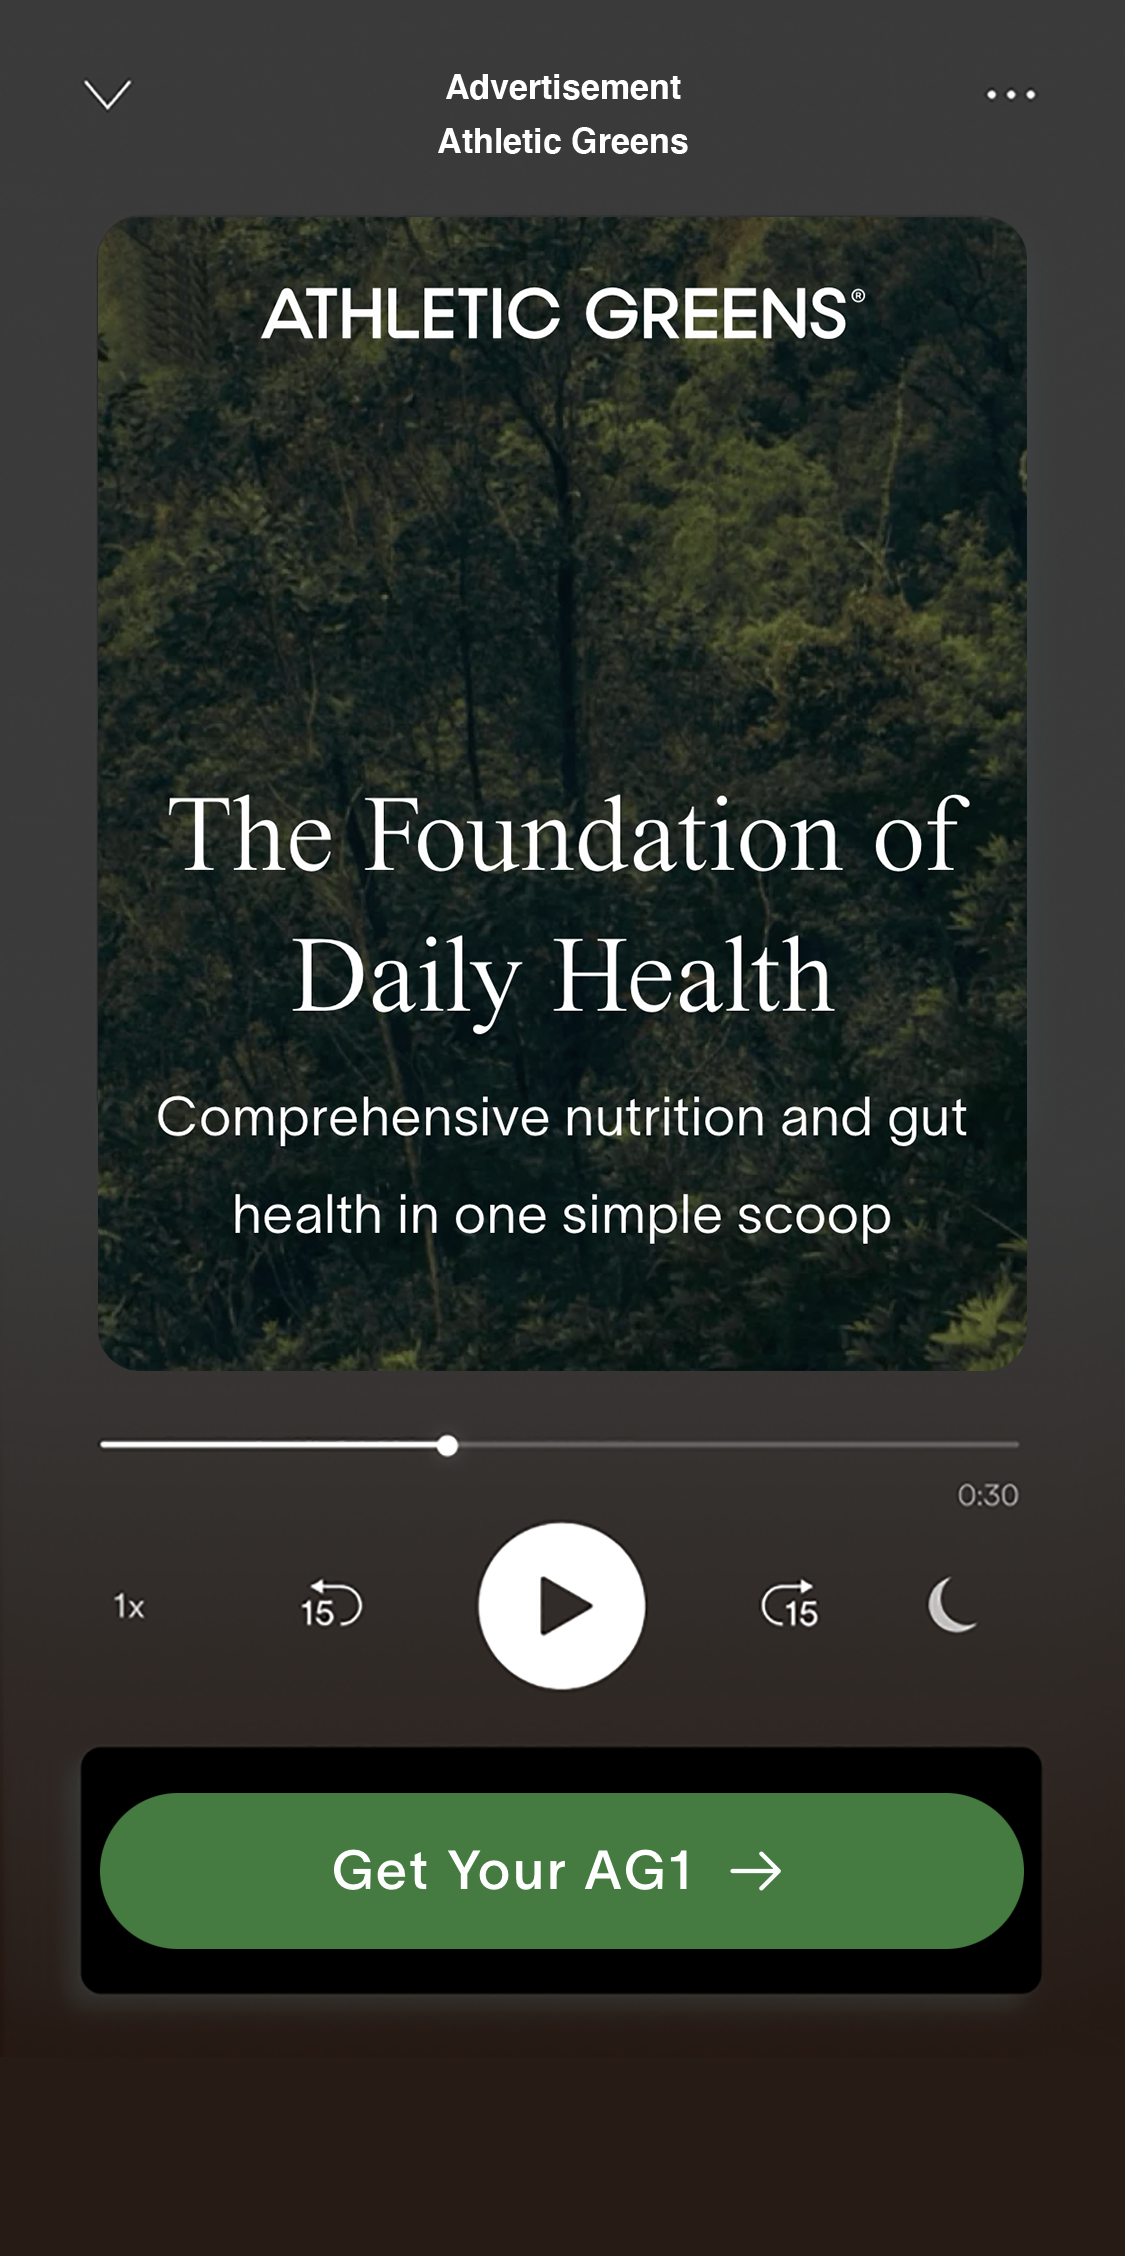 Advertisement
Athletic Greens
ATHLETIC GREENS®
The Foundation of
Daily Health
Comprehensive nutrition and gut
health in one simple scoop
0:30
1x
15
15
Get Your AG1 →